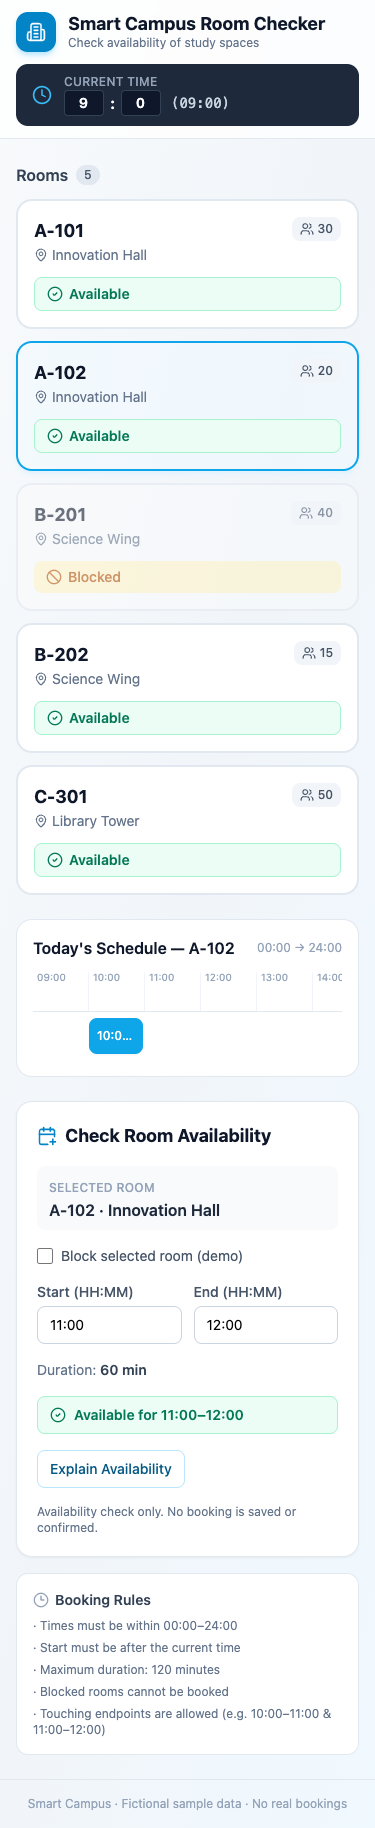 Smart Campus Room Checker
Check availability of study spaces
CURRENT TIME
9 : 0 (09:00)
Rooms 5
A-101 30
Innovation Hall
Available
A-102 20
Innovation Hall
Available
B-201 40
Science Wing
Blocked
B-202 15
Science Wing
Available
C-301 50
Library Tower
Available
Today's Schedule — A-102 00:00 → 24:00
09:00 10:00 11:00 12:00 13:00 14:00
10:0...
Check Room Availability
SELECTED ROOM
A-102 · Innovation Hall
Block selected room (demo)
Start (HH:MM) End (HH:MM)
11:00 12:00
Duration: 60 min
Available for 11:00–12:00
Explain Availability
Availability check only. No booking is saved or
confirmed.
Booking Rules
· Times must be within 00:00–24:00
· Start must be after the current time
· Maximum duration: 120 minutes
· Blocked rooms cannot be booked
· Touching endpoints are allowed (e.g. 10:00–11:00 &
11:00–12:00)
Smart Campus · Fictional sample data · No real bookings